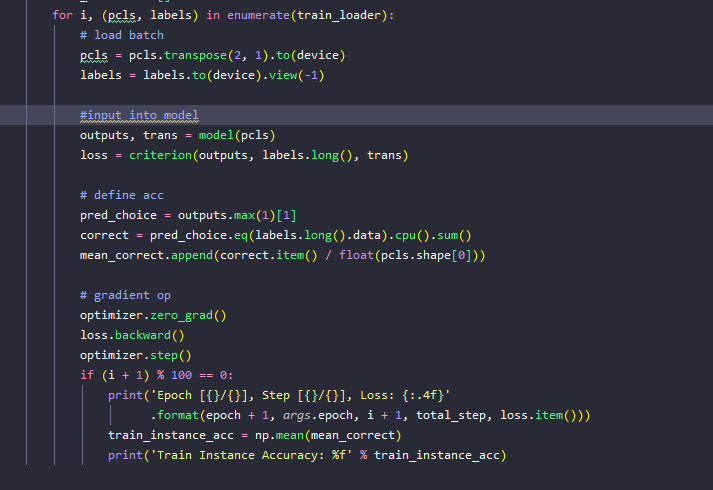 for i, (pcls, labels) in enumerate(train_loader):
# load batch
pcls = pcls.transpose(2, 1).to(device)
labels = labels.to(device).view(-1)
#input into model
outputs, trans = model(pcls)
loss = criterion(outputs, labels.long(), trans)
# define acc
pred_choice = outputs.max(1)[1]
correct = pred_choice.eq(labels.long().data).cpu().sum()
mean_correct.append(correct.item() / float(pcls.shape[0]))
# gradient op
optimizer.zero_grad()
loss.backward()
optimizer.step()
if (i + 1) % 100 == 0:
print('Epoch [{}/{}], Step [{}/{}], Loss: {:.4f}'
.format(epoch + 1, args.epoch, i + 1, total_step, loss.item()))
train_instance_acc = np.mean(mean_correct)
print('Train Instance Accuracy: %f' % train_instance_acc)